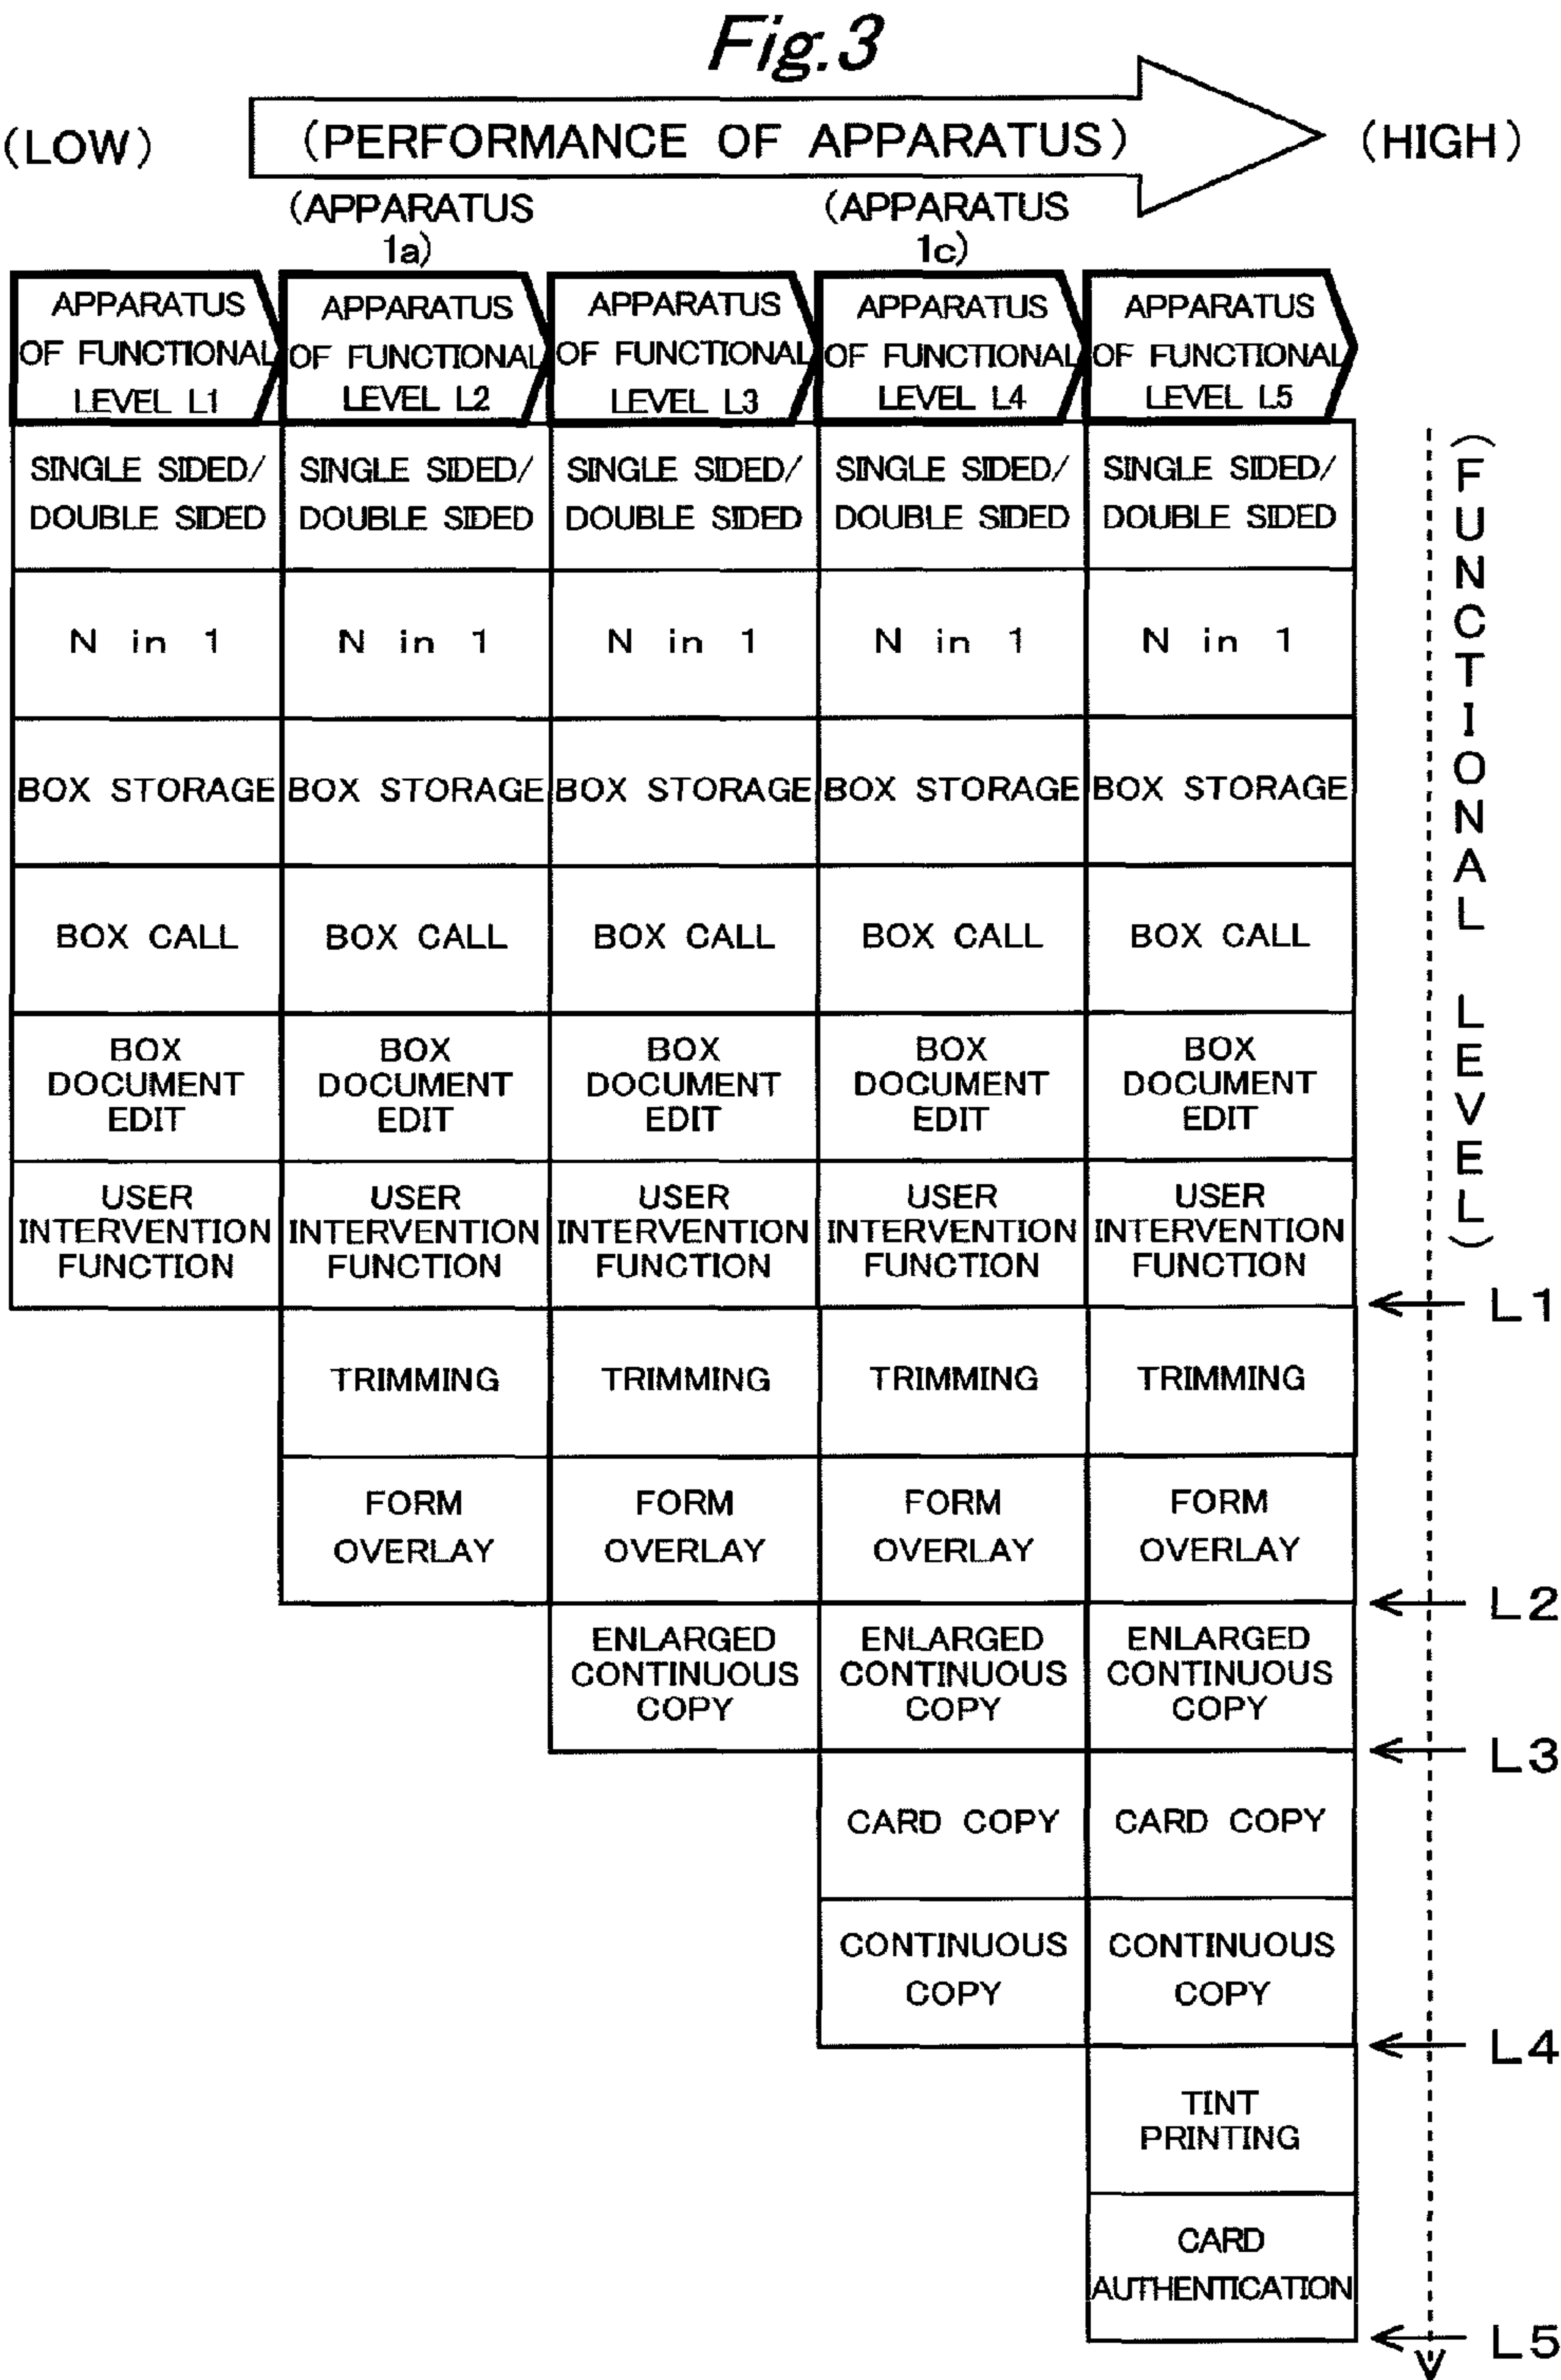 Fig.3
(LOW)
(PERFORMANCE OF APPARATUS)
(HIGH)
(APPARATUS
1a)
(APPARATUS
1c)
APPARATUS
OF FUNCTIONAL
LEVEL L1
APPARATUS
OF FUNCTIONAL
LEVEL L2
APPARATUS
OF FUNCTIONAL
LEVEL L3
APPARATUS
OF FUNCTIONAL
LEVEL L4
APPARATUS
OF FUNCTIONAL
LEVEL L5
SINGLE SIDED/
DOUBLE SIDED
SINGLE SIDED/
DOUBLE SIDED
SINGLE SIDED/
DOUBLE SIDED
SINGLE SIDED/
DOUBLE SIDED
SINGLE SIDED/
DOUBLE SIDED
N in 1
N in 1
N in 1
N in 1
N in 1
BOX STORAGE
BOX STORAGE
BOX STORAGE
BOX STORAGE
BOX STORAGE
BOX CALL
BOX CALL
BOX CALL
BOX CALL
BOX CALL
BOX
DOCUMENT
EDIT
BOX
DOCUMENT
EDIT
BOX
DOCUMENT
EDIT
BOX
DOCUMENT
EDIT
BOX
DOCUMENT
EDIT
USER
INTERVENTION
FUNCTION
USER
INTERVENTION
FUNCTION
USER
INTERVENTION
FUNCTION
USER
INTERVENTION
FUNCTION
USER
INTERVENTION
FUNCTION
(FUNCTIONAL LEVEL)
L1
TRIMMING
TRIMMING
TRIMMING
TRIMMING
FORM
OVERLAY
FORM
OVERLAY
FORM
OVERLAY
FORM
OVERLAY
L2
ENLARGED
CONTINUOUS
COPY
ENLARGED
CONTINUOUS
COPY
ENLARGED
CONTINUOUS
COPY
L3
CARD COPY
CARD COPY
CONTINUOUS
COPY
CONTINUOUS
COPY
L4
TINT
PRINTING
CARD
AUTHENTICATION
L5